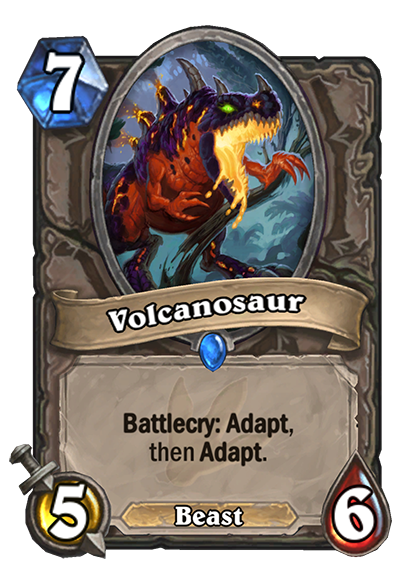 7
Volcanosaur
Battlecry: Adapt,
then Adapt.
5
Beast
6